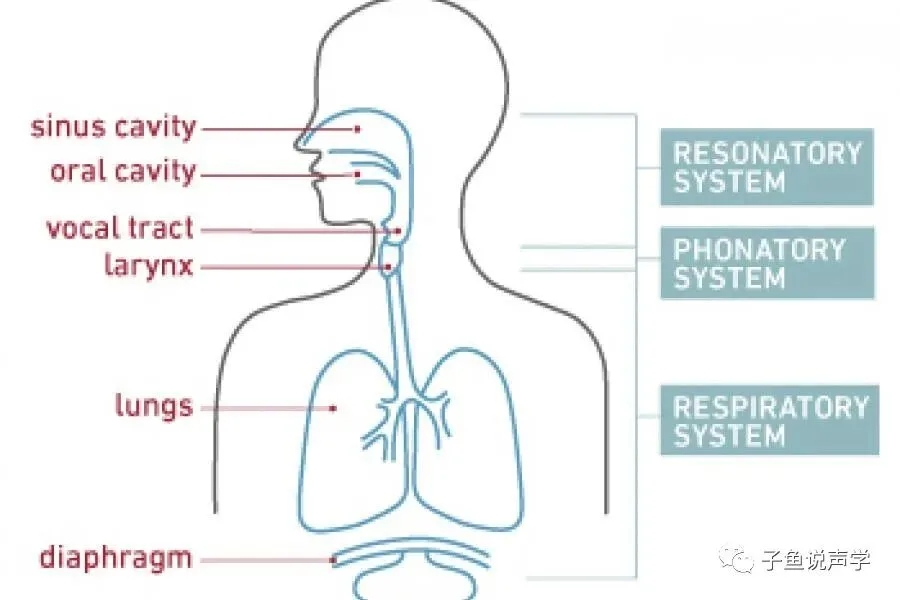 sinus cavity
oral cavity
vocal tract
larynx
lungs
diaphragm
RESONATORY
SYSTEM
PHONATORY
SYSTEM
RESPIRATORY
SYSTEM
子鱼说声学